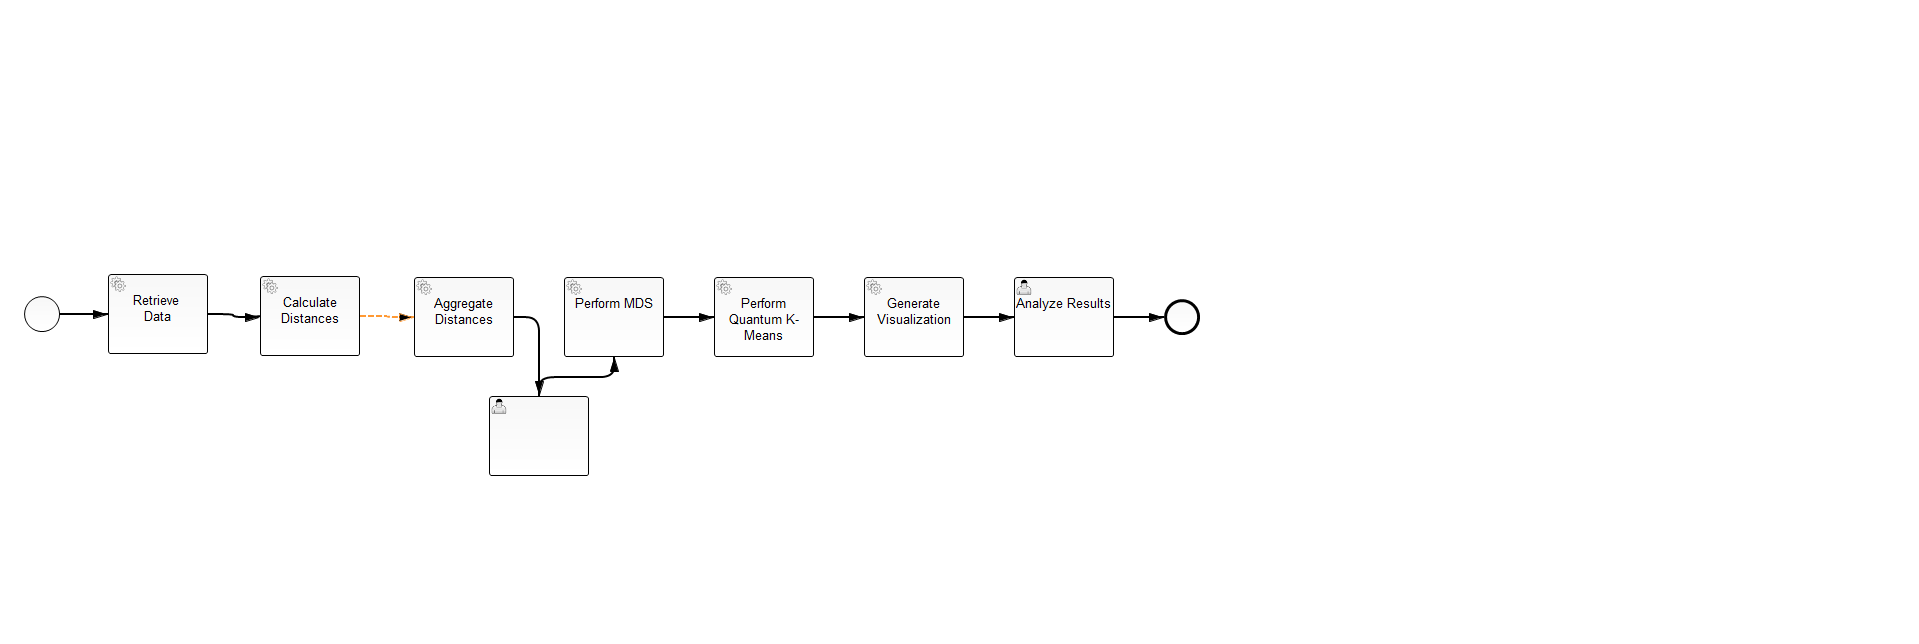 Retrieve
Data
Calculate
Distances
Aggregate
Distances
Perform MDS
Perform
Quantum K-
Means
Generate
Visualization
Analyze Results